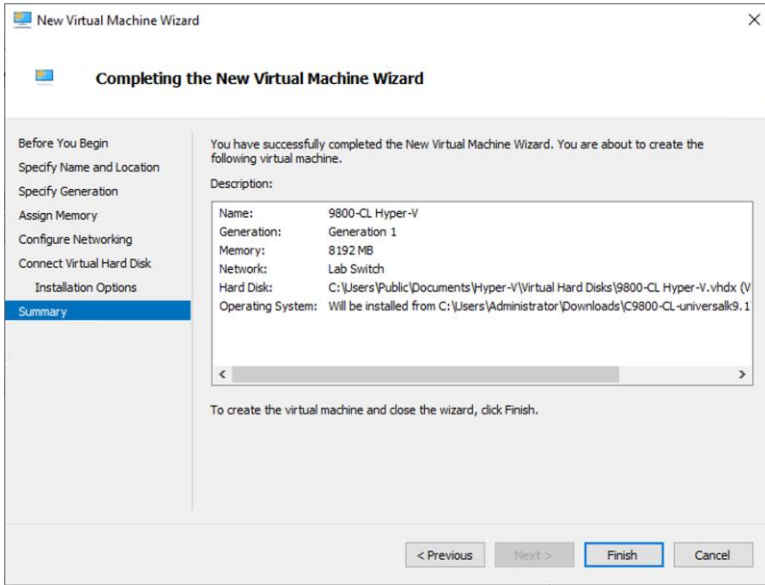 New Virtual Machine Wizard
Completing the New Virtual Machine Wizard
Before You Begin
Specify Name and Location
Specify Generation
Assign Memory
Configure Networking
Connect Virtual Hard Disk
Installation Options
Summary
You have successfully completed the New Virtual Machine Wizard. You are about to create the
following virtual machine.
Description:
Name: 9800-CL Hyper-V
Generation: Generation 1
Memory: 8192 MB
Network: Lab Switch
Hard Disk: C:\Users\Public\Documents\Hyper-V\Virtual Hard Disks\9800-CL Hyper-V.vhdx (V
Operating System: Will be installed from C:\Users\Administrator\Downloads\C9800-CL-universalk9.1
To create the virtual machine and close the wizard, click Finish.
< Previous Next > Finish Cancel